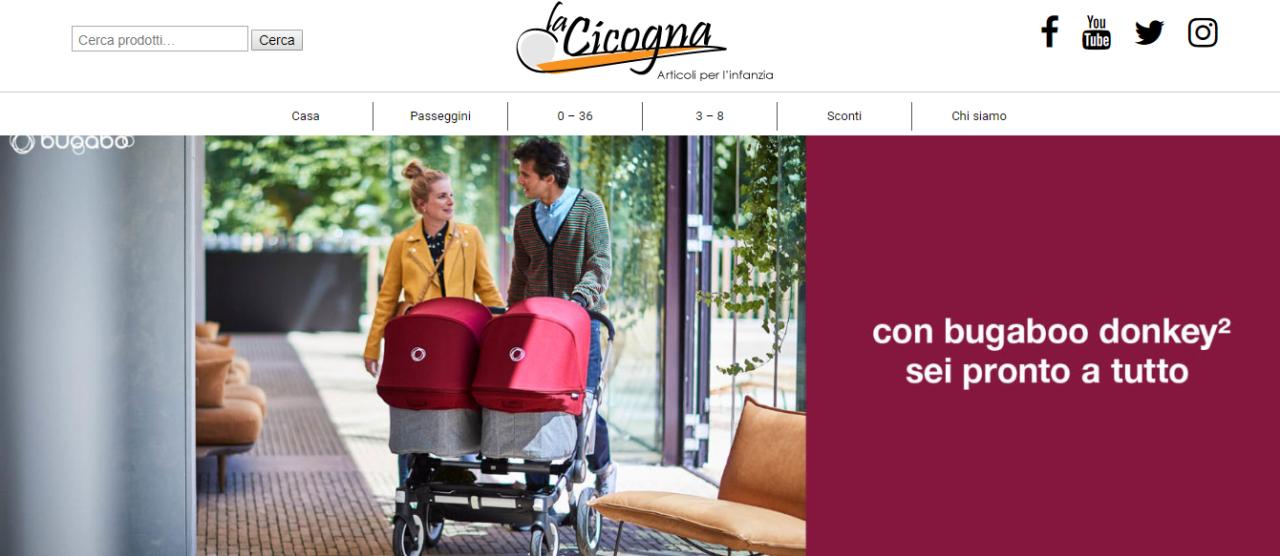 Cerca prodotti...
Cerca
la Cicogna
Articoli per l'infanzia
You
Tube
Casa
Passeggini
0 – 36
3 – 8
Sconti
Chi siamo
bugaboo
con bugaboo donkey²
sei pronto a tutto